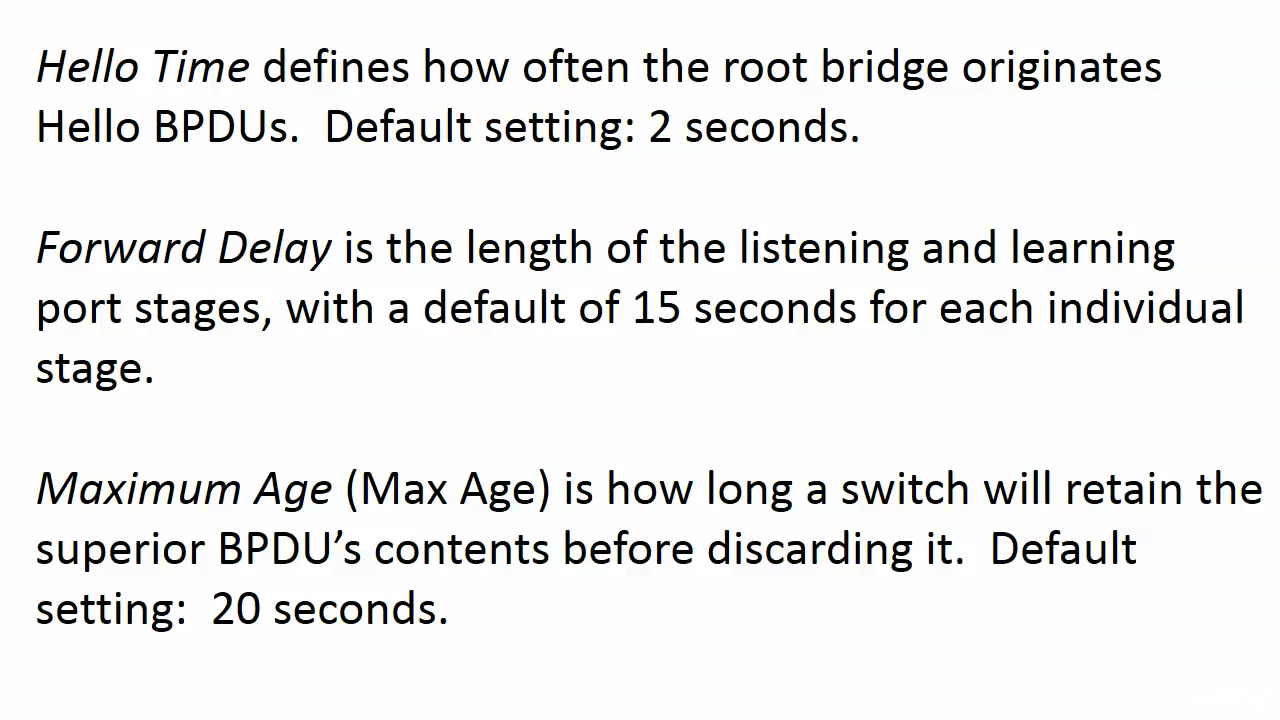 Hello Time defines how often the root bridge originates
Hello BPDUs.  Default setting: 2 seconds.
Forward Delay is the length of the listening and learning
port stages, with a default of 15 seconds for each individual
stage.
Maximum Age (Max Age) is how long a switch will retain the
superior BPDU’s contents before discarding it.  Default
setting:  20 seconds.